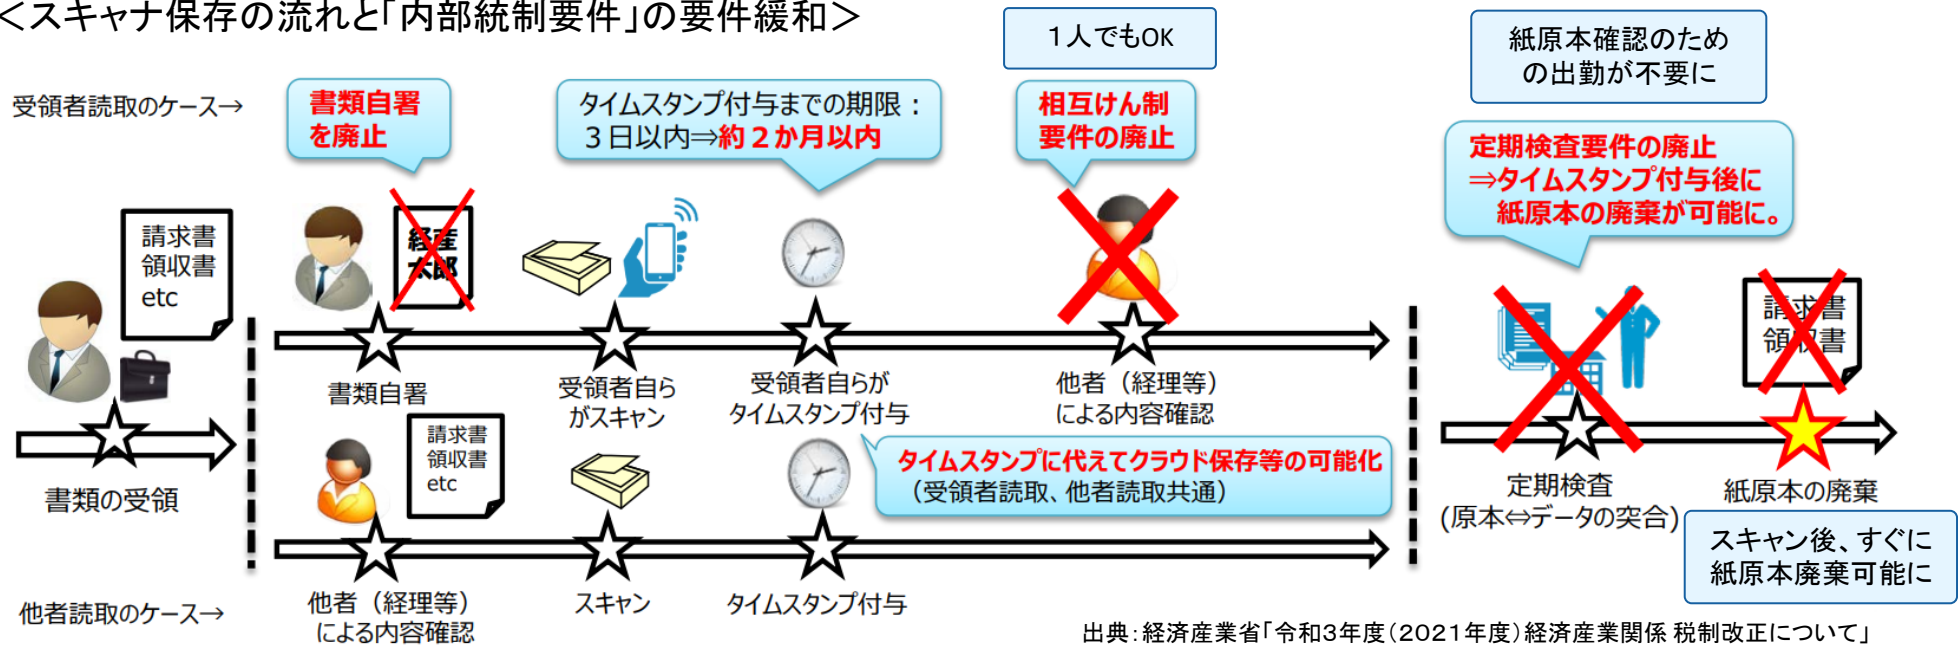 ＜スキャナ保存の流れと「内部統制要件」の要件緩和＞
１人でもOK
紙原本確認のため
の出勤が不要に
受領者読取のケース→
書類自署
を廃止
タイムスタンプ付与までの期限：
３日以内⇒約２か月以内
相互けん制
要件の廃止
定期検査要件の廃止
⇒タイムスタンプ付与後に
紙原本の廃棄が可能に。
請求書
領収書
etc
経産
太郎
請求書
領収書
書類自署
受領者自ら
がスキャン
受領者自らが
タイムスタンプ付与
他者（経理等）
による内容確認
書類の受領
請求書
領収書
etc
タイムスタンプに代えてクラウド保存等の可能化
（受領者読取、他者読取共通）
定期検査
(原本⇔データの突合)
紙原本の廃棄
スキャン後、すぐに
紙原本廃棄可能に
他者読取のケース→
他者（経理等）
による内容確認
スキャン
タイムスタンプ付与
出典：経済産業省「令和３年度（２０２１年度）経済産業関係 税制改正について」